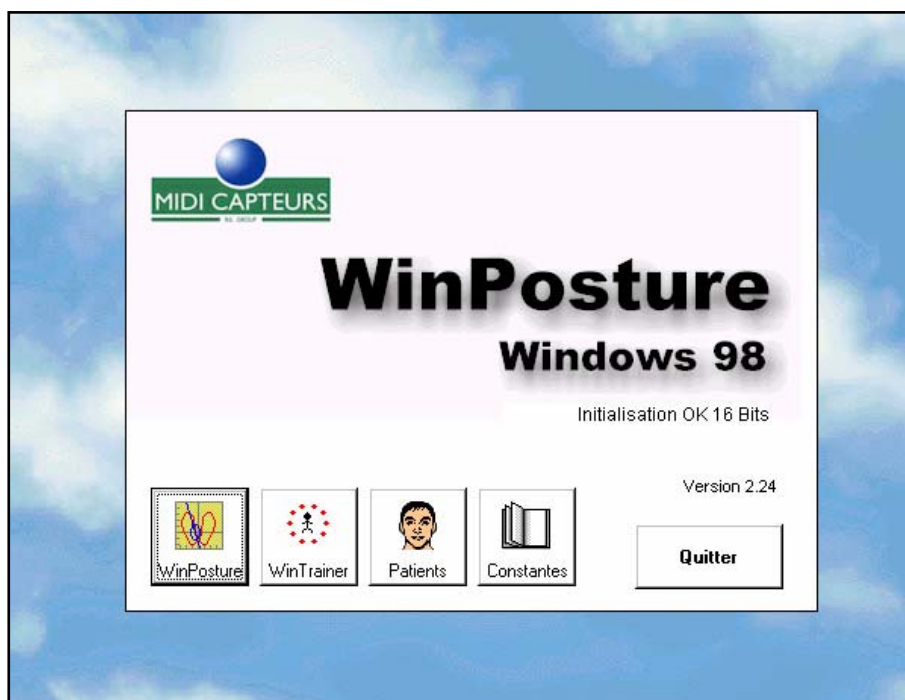 MIDI CAPTEURS
WinPosture
Windows 98
Initialisation OK 16 Bits
Version 2.24
WinPosture
WinTrainer
Patients
Constantes
Quitter